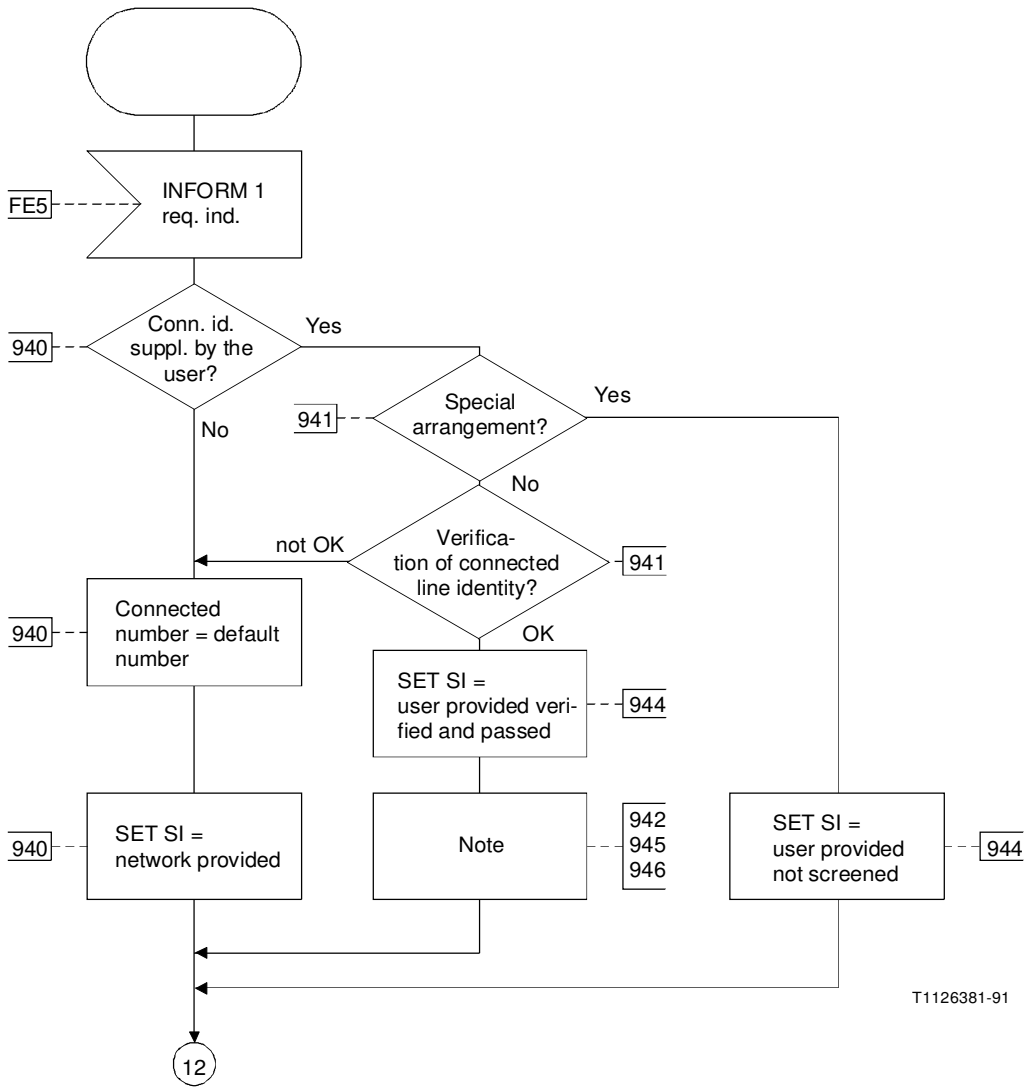 INFORM 1
req. ind.
FE5
Conn. id.
suppl. by the
user?
940
Yes
No
Special
arrangement?
941
Yes
No
Verifica-
tion of connected
line identity?
941
not OK
OK
Connected
number = default
number
940
SET SI =
user provided veri-
fied and passed
944
SET SI =
network provided
940
Note
942
945
946
SET SI =
user provided
not screened
944
T1126381-91
12